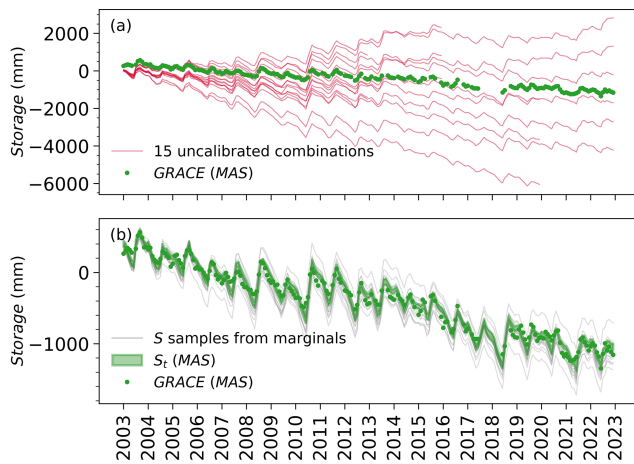 (a)
2000
0
−2000
−4000
−6000
Storage (mm)
15 uncalibrated combinations
GRACE (MAS)
(b)
0
−1000
Storage (mm)
S samples from marginals
S_t (MAS)
GRACE (MAS)
2003 2004 2005 2006 2007 2008 2009 2010 2011 2012 2013 2014 2015 2016 2017 2018 2019 2020 2021 2022 2023